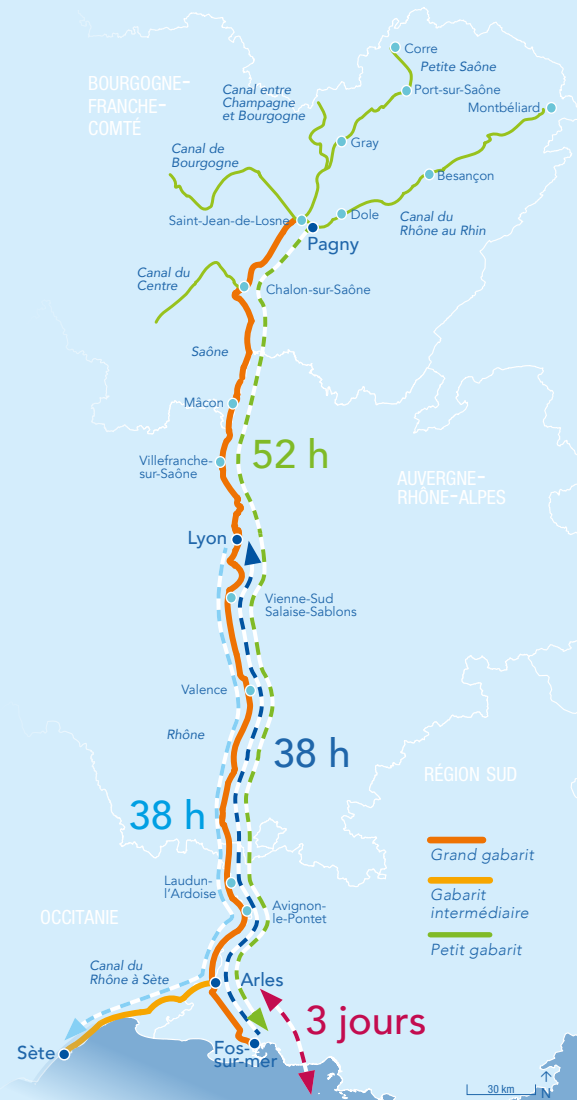 Corre
Petite Saône
BOURGOGNE-
FRANCHE-
COMTÉ
Canal entre
Champagne
et Bourgogne
Port-sur-Saône
Montbéliard
Gray
Canal de
Bourgogne
Besançon
Saint-Jean-de-Losne
Dole
Canal du
Rhône au Rhin
Pagny
Canal du
Centre
Chalon-sur-Saône
Saône
Mâcon
52 h
Villefranche-
sur-Saône
AUVERGNE-
RHÔNE-ALPES
Lyon
Vienne-Sud
Salaise-Sablons
Valence
Rhône
38 h
RÉGION SUD
38 h
Grand gabarit
Laudun-
l'Ardoise
Gabarit
intermédiaire
Avignon-
le-Pontet
OCCITANIE
Petit gabarit
Canal du
Rhône à Sète
Arles
3 jours
Sète
Fos-
sur-mer
30 km
N